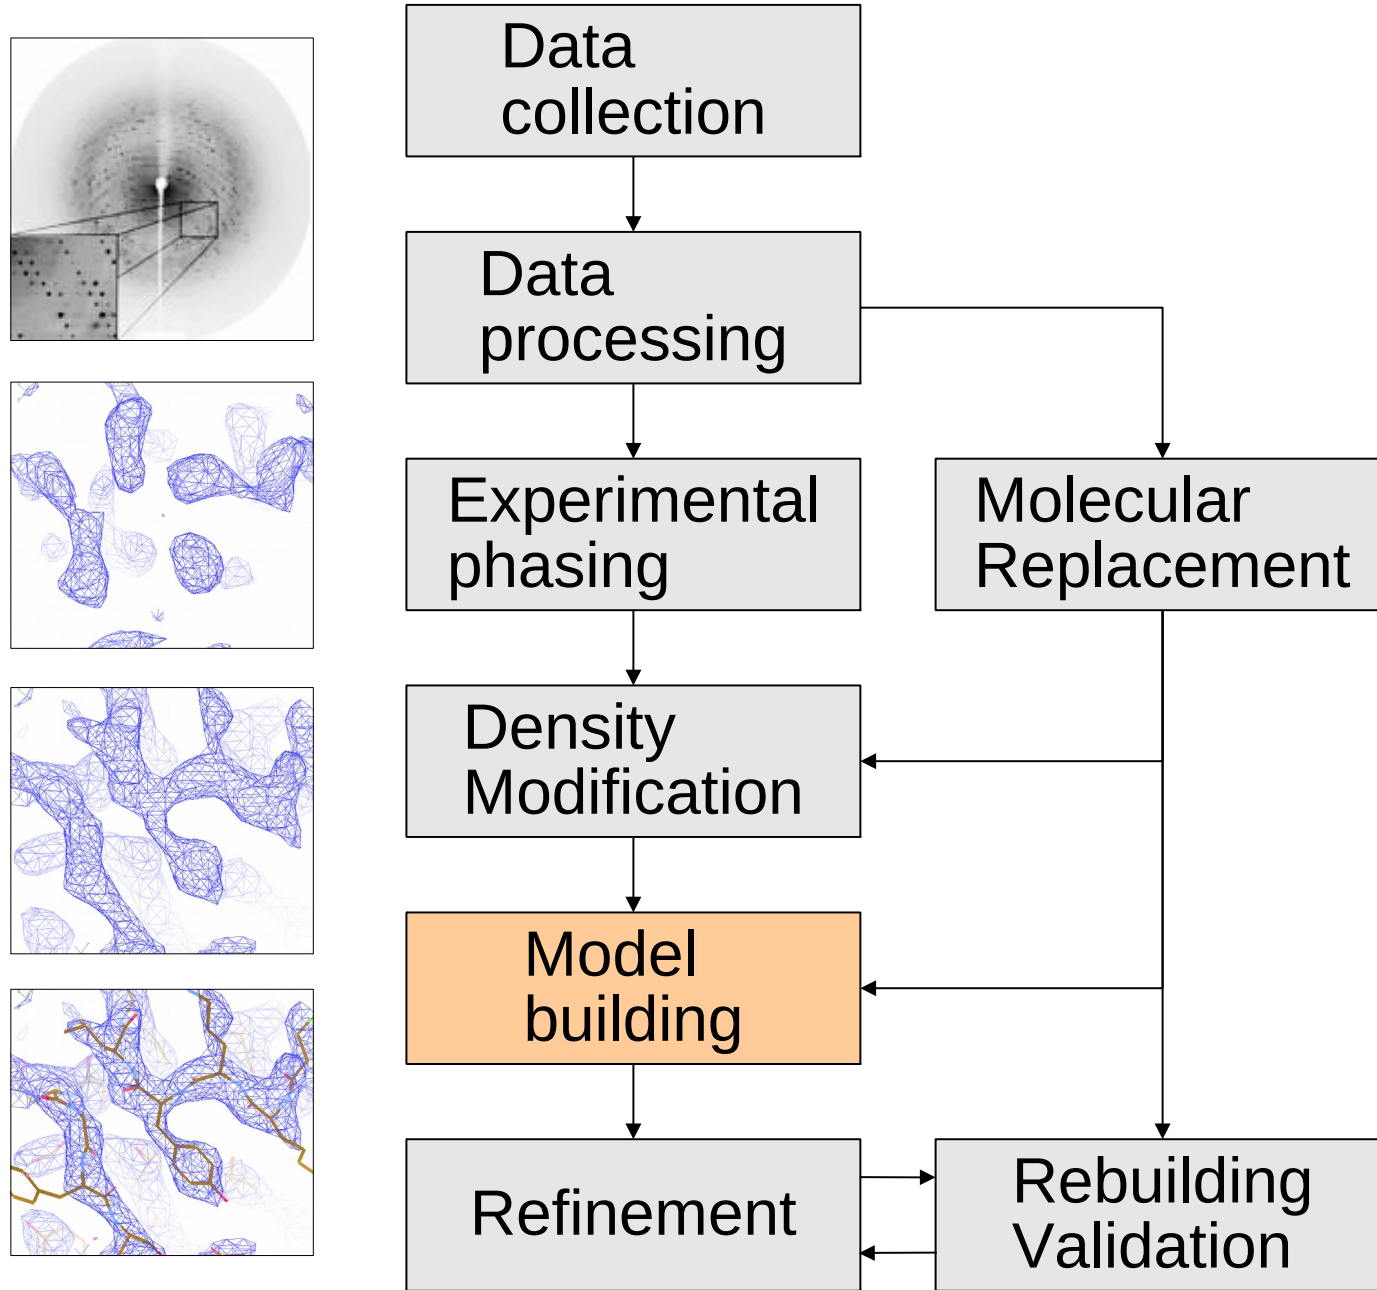 Data
collection
Data
processing
Experimental
phasing
Molecular
Replacement
Density
Modification
Model
building
Refinement
Rebuilding
Validation